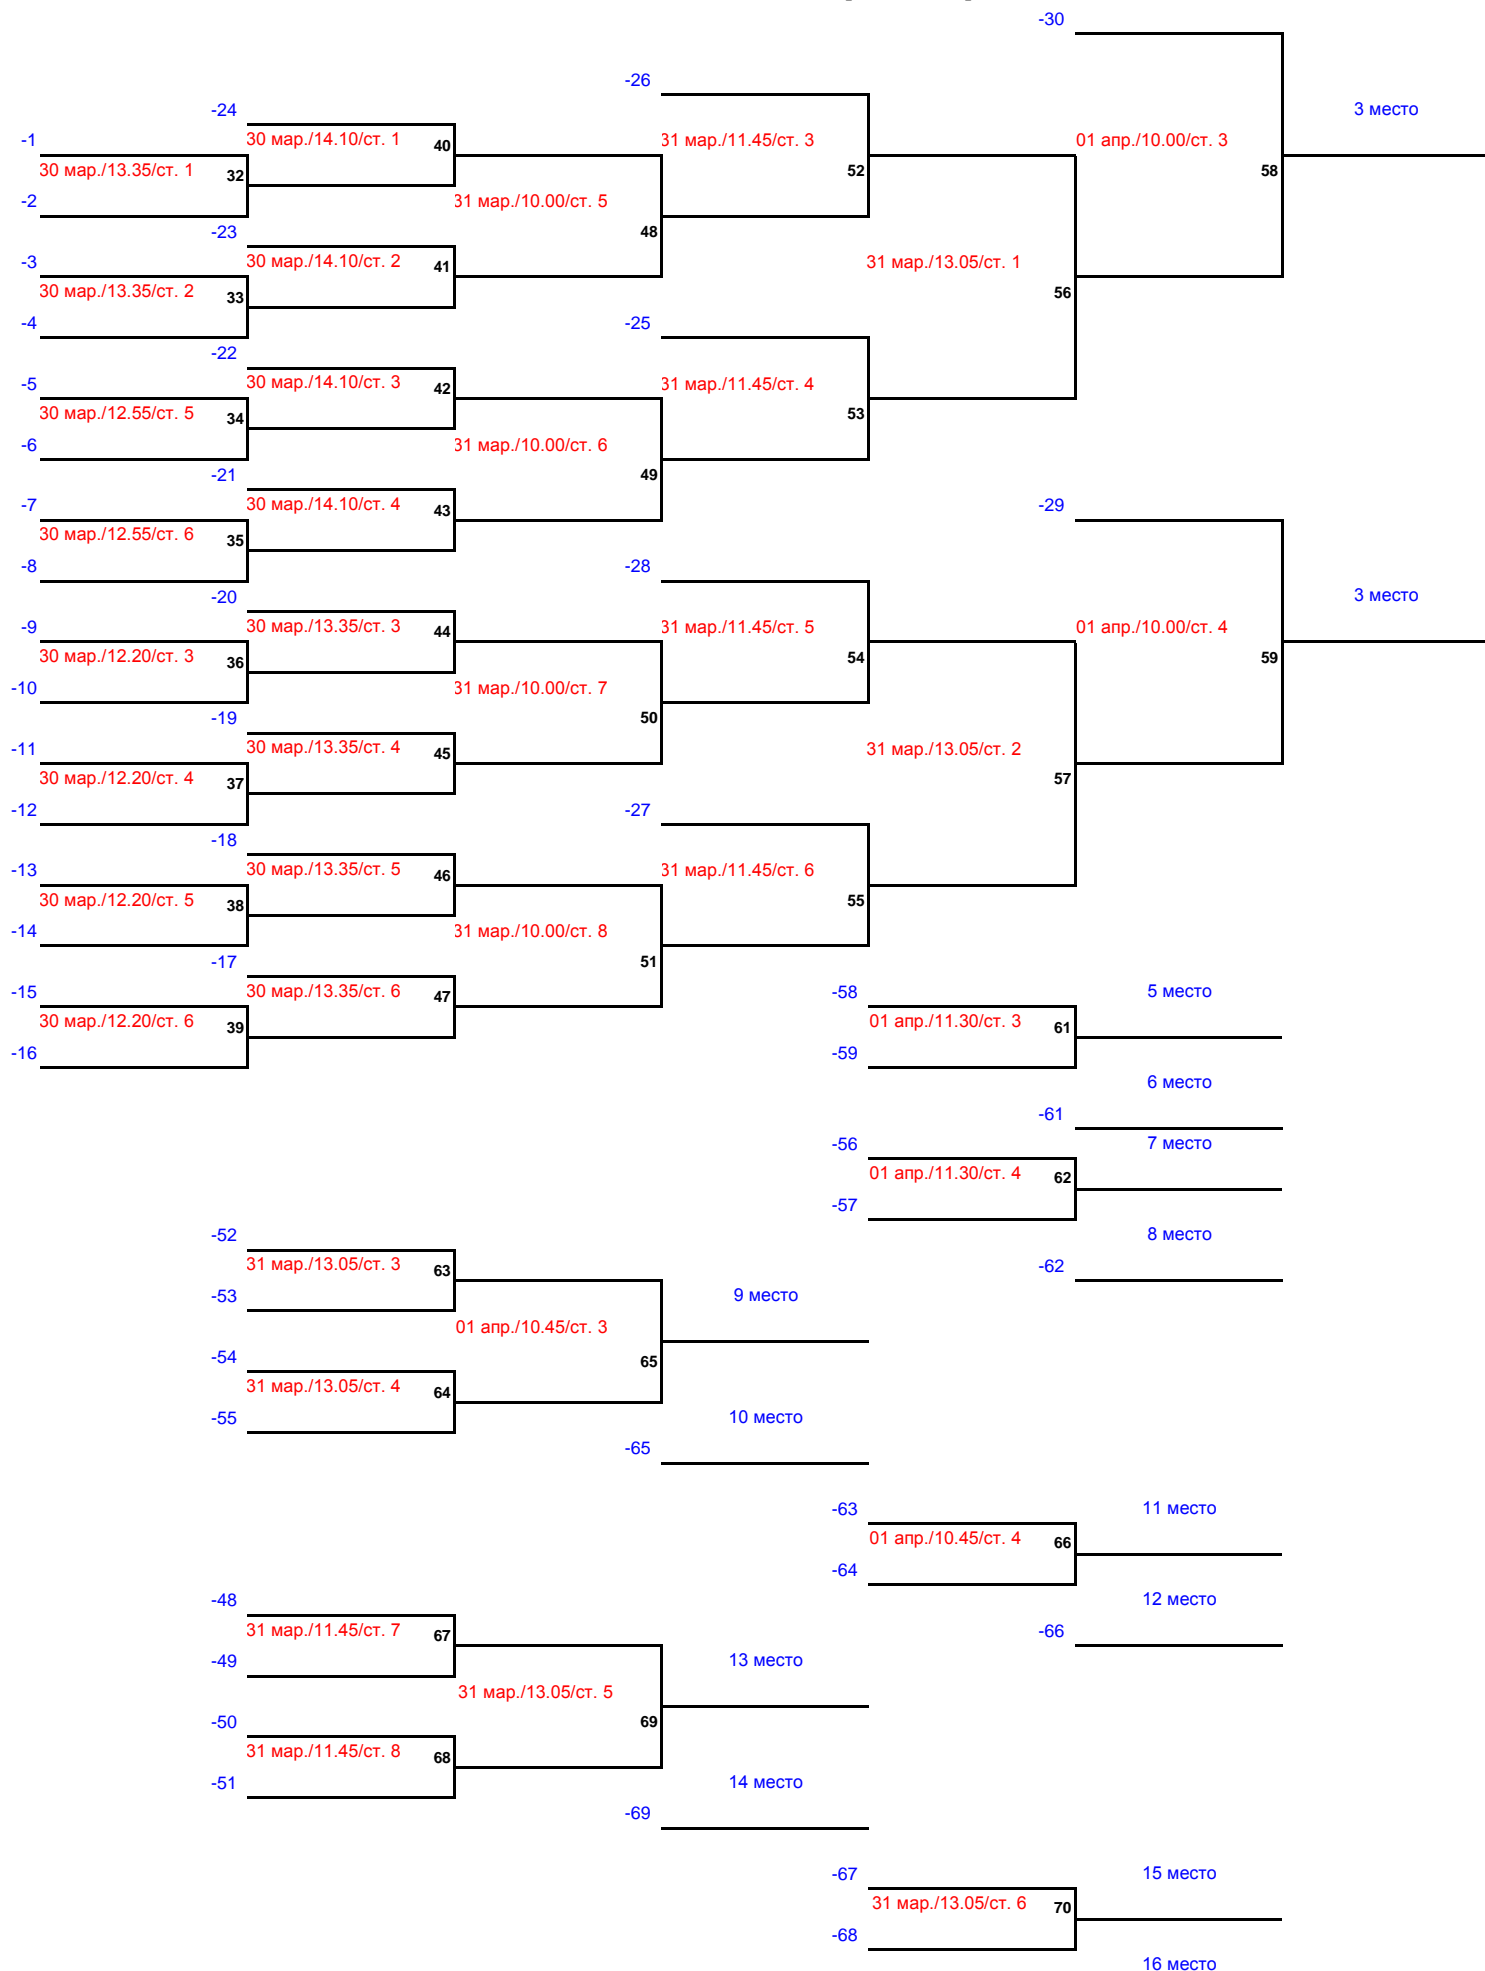 -30
-26
-24
30 мар./14.10/ст. 1
40
31 мар./11.45/ст. 3
52
01 апр./10.00/ст. 3
58
3 место
-1
30 мар./13.35/ст. 1
32
-2
31 мар./10.00/ст. 5
48
-23
30 мар./14.10/ст. 2
41
-3
30 мар./13.35/ст. 2
33
-4
31 мар./13.05/ст. 1
56
-25
-22
30 мар./14.10/ст. 3
42
31 мар./11.45/ст. 4
53
-5
30 мар./12.55/ст. 5
34
-6
31 мар./10.00/ст. 6
49
-21
30 мар./14.10/ст. 4
43
-7
30 мар./12.55/ст. 6
35
-8
-29
-28
-20
30 мар./13.35/ст. 3
44
31 мар./11.45/ст. 5
54
01 апр./10.00/ст. 4
59
3 место
-9
30 мар./12.20/ст. 3
36
-10
31 мар./10.00/ст. 7
50
-19
30 мар./13.35/ст. 4
45
-11
30 мар./12.20/ст. 4
37
-12
31 мар./13.05/ст. 2
57
-27
-18
30 мар./13.35/ст. 5
46
31 мар./11.45/ст. 6
55
-13
30 мар./12.20/ст. 5
38
-14
31 мар./10.00/ст. 8
51
-17
30 мар./13.35/ст. 6
47
-15
30 мар./12.20/ст. 6
39
-16
-58
01 апр./11.30/ст. 3
61
-59
5 место
6 место
-61
-56
01 апр./11.30/ст. 4
62
-57
7 место
8 место
-62
-52
31 мар./13.05/ст. 3
63
-53
01 апр./10.45/ст. 3
65
9 место
-54
31 мар./13.05/ст. 4
64
-55
10 место
-65
-63
01 апр./10.45/ст. 4
66
-64
11 место
12 место
-66
-48
31 мар./11.45/ст. 7
67
-49
31 мар./13.05/ст. 5
69
13 место
-50
31 мар./11.45/ст. 8
68
-51
14 место
-69
-67
31 мар./13.05/ст. 6
70
-68
15 место
16 место